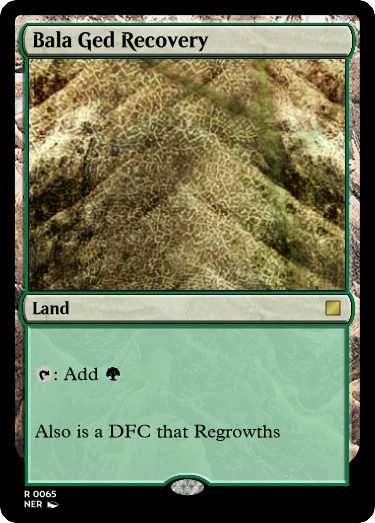 Bala Ged Recovery
Land
: Add
Also is a DFC that Regrowths
R 0065
NER